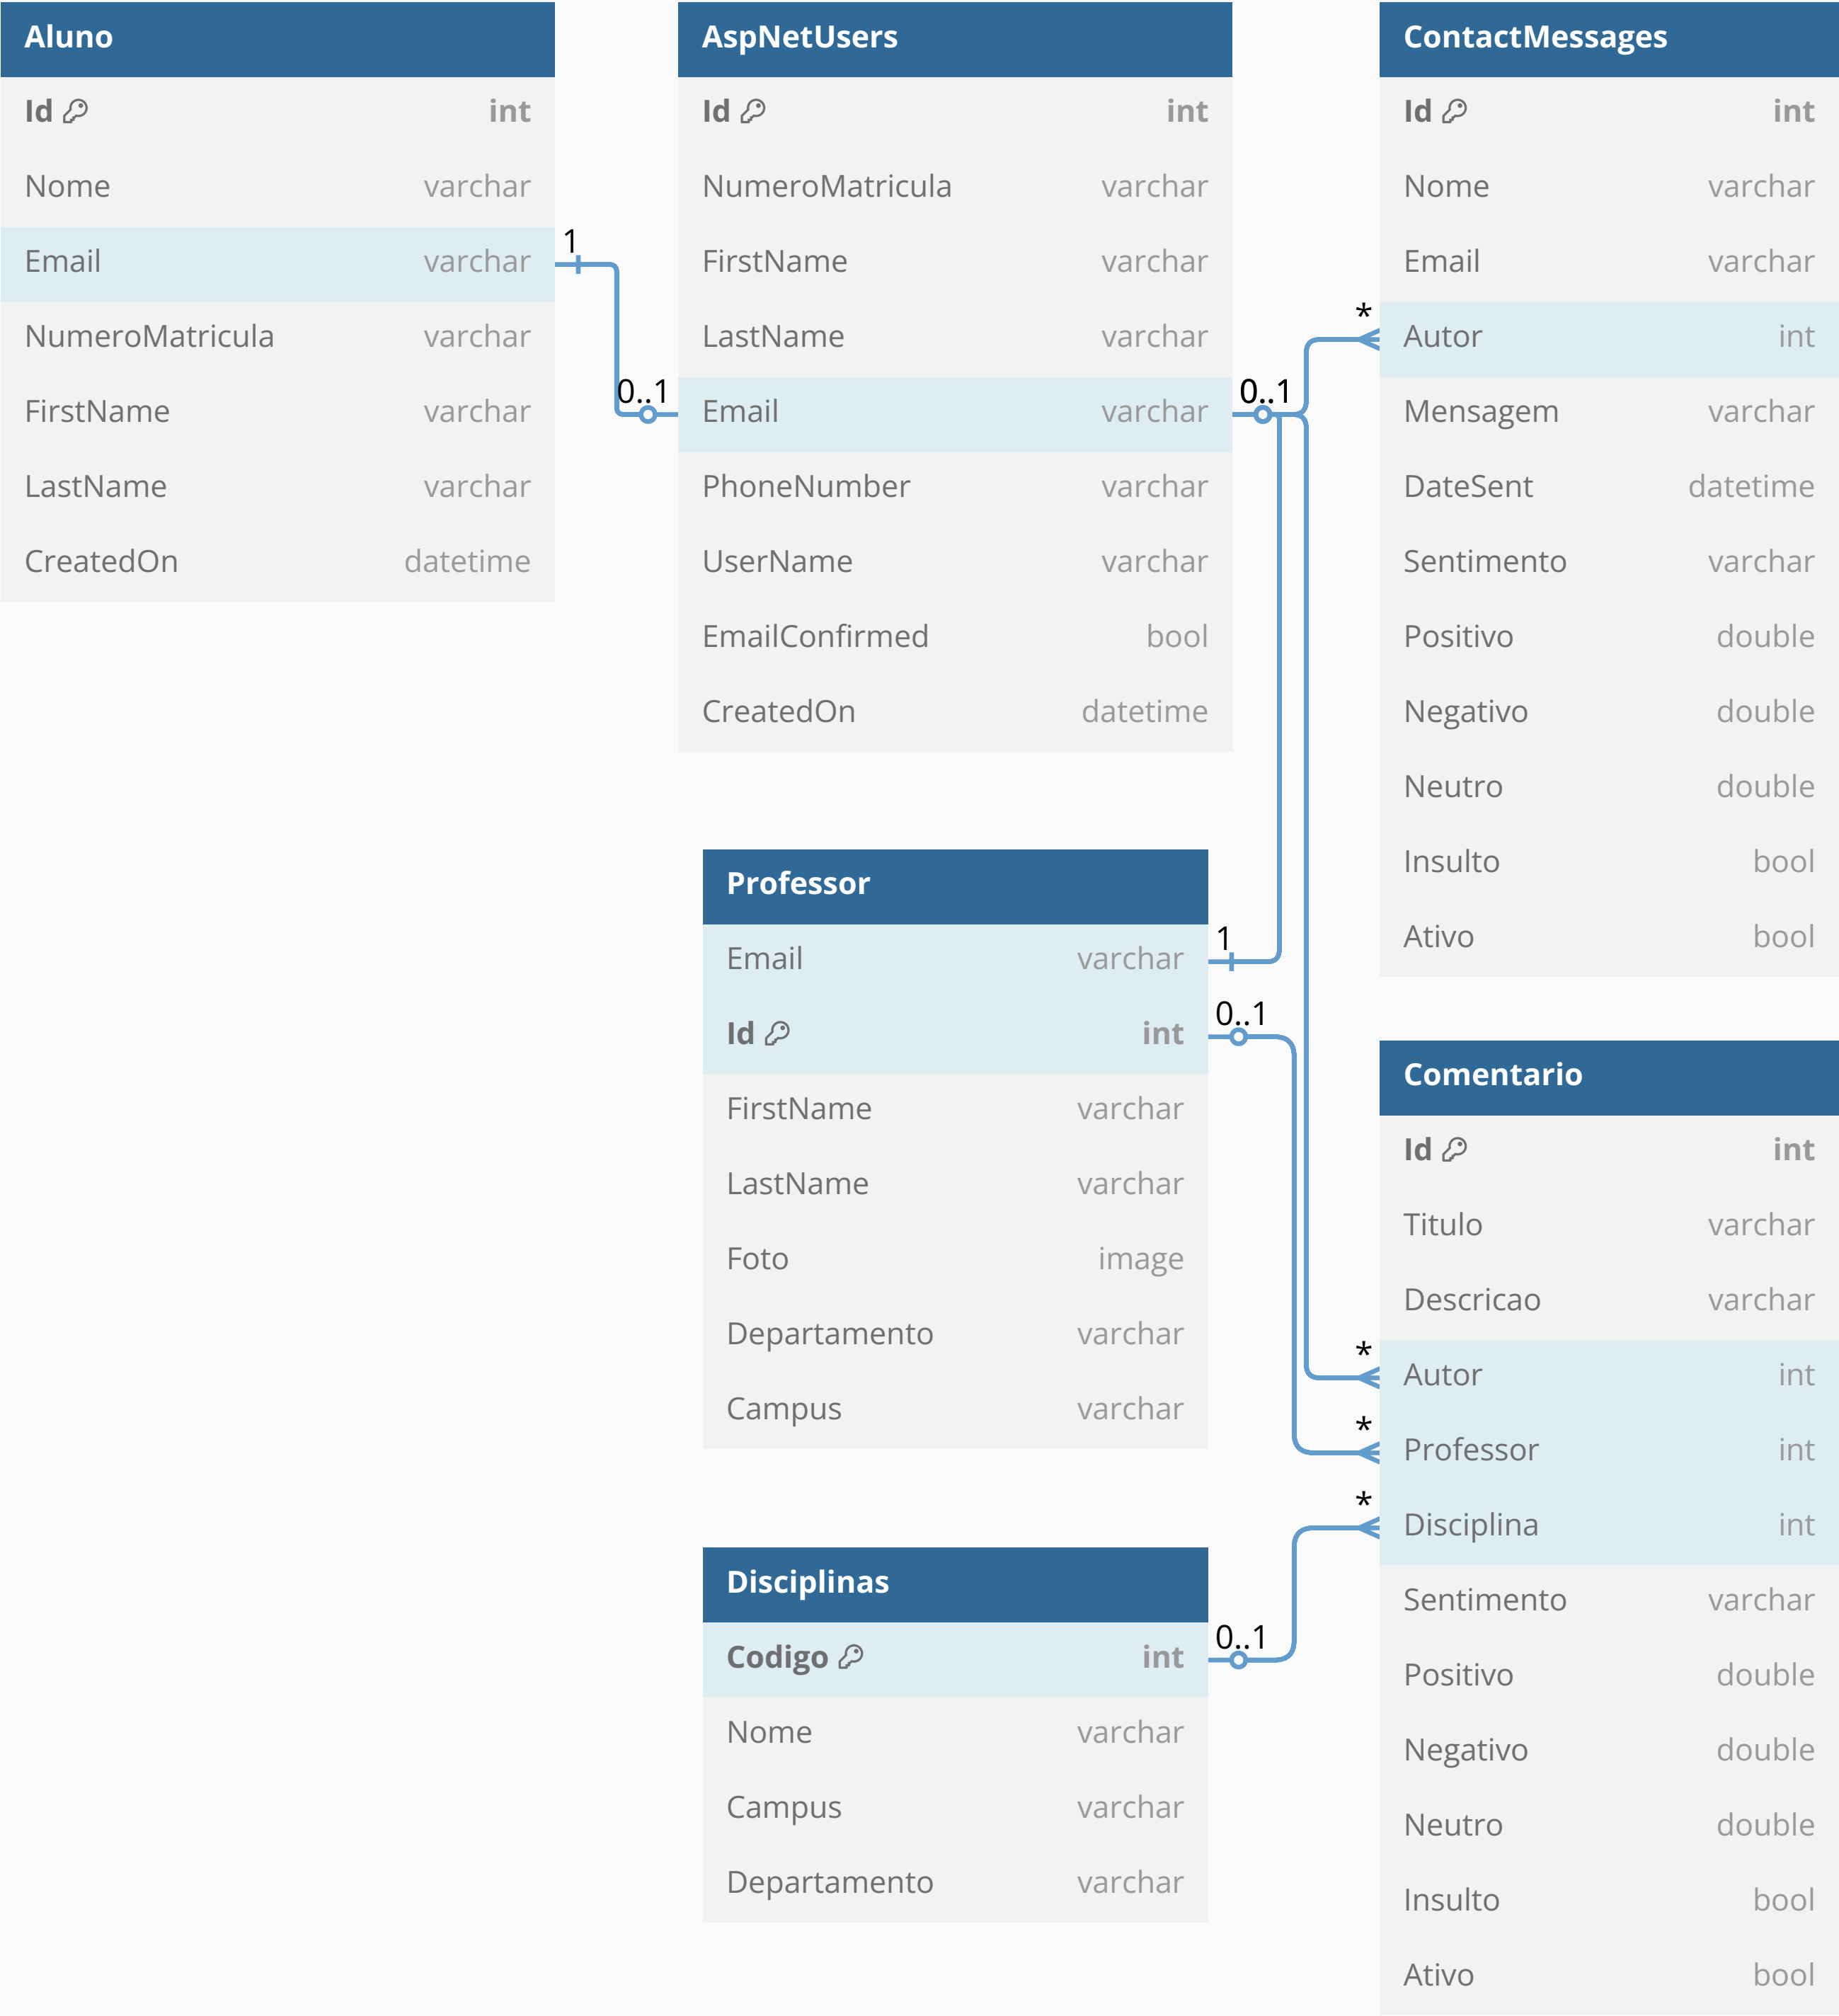 Aluno
Id int
Nome varchar
Email varchar
NumeroMatricula varchar
FirstName varchar
LastName varchar
CreatedOn datetime
1
0..1
AspNetUsers
Id int
NumeroMatricula varchar
FirstName varchar
LastName varchar
Email varchar
PhoneNumber varchar
UserName varchar
EmailConfirmed bool
CreatedOn datetime
0..1
*
ContactMessages
Id int
Nome varchar
Email varchar
Autor int
Mensagem varchar
DateSent datetime
Sentimento varchar
Positivo double
Negativo double
Neutro double
Insulto bool
Ativo bool
Professor
Email varchar
Id int
FirstName varchar
LastName varchar
Foto image
Departamento varchar
Campus varchar
1
0..1
Disciplinas
Codigo int
Nome varchar
Campus varchar
Departamento varchar
0..1
*
*
*
Comentario
Id int
Titulo varchar
Descricao varchar
Autor int
Professor int
Disciplina int
Sentimento varchar
Positivo double
Negativo double
Neutro double
Insulto bool
Ativo bool